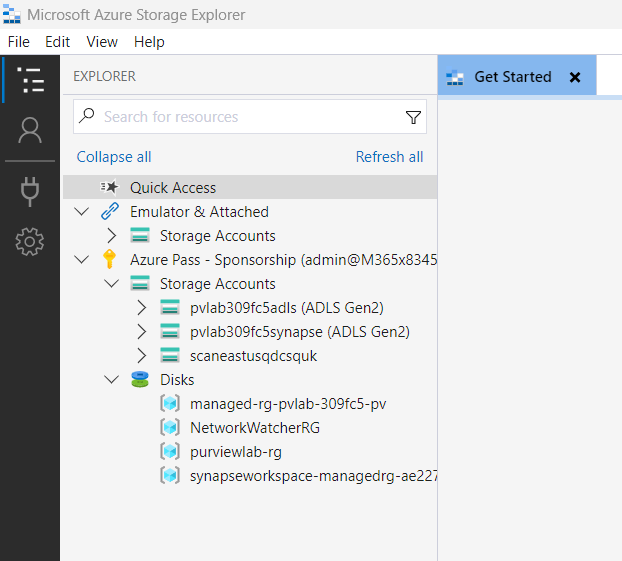 Microsoft Azure Storage Explorer
File Edit View Help
EXPLORER
Get Started
Search for resources
Collapse all Refresh all
Quick Access
Emulator & Attached
Storage Accounts
Azure Pass - Sponsorship (admin@M365x8345
Storage Accounts
pvlab309fc5adls (ADLS Gen2)
pvlab309fc5synapse (ADLS Gen2)
scaneastusqdcsquk
Disks
managed-rg-pvlab-309fc5-pv
NetworkWatcherRG
purviewlab-rg
synapseworkspace-managedrg-ae227